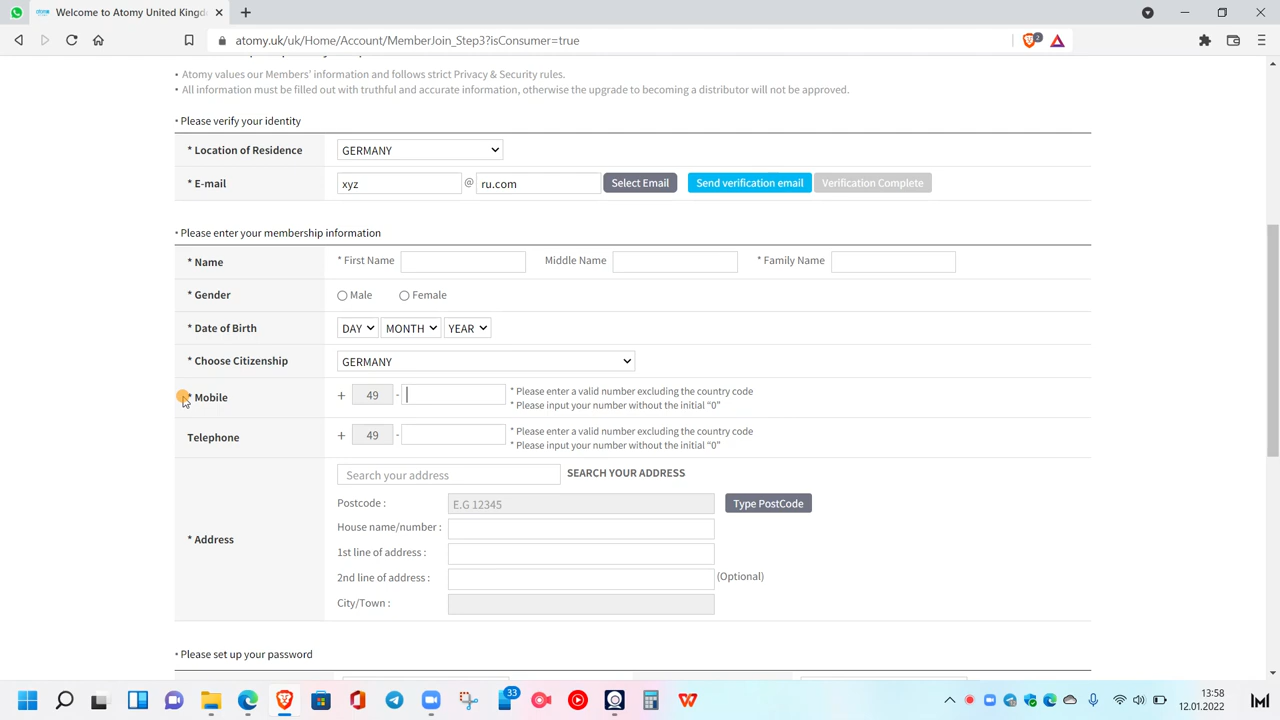 Welcome to Atomy United Kingdom
atomy.uk/uk/Home/Account/MemberJoin_Step3?isConsumer=true
2
Atomy values our Members' information and follows strict Privacy & Security rules.
All information must be filled out with truthful and accurate information, otherwise the upgrade to becoming a distributor will not be approved.
Please verify your identity
* Location of Residence GERMANY
* E-mail xyz @ ru.com Select Email Send verification email Verification Complete
Please enter your membership information
* Name * First Name Middle Name * Family Name
* Gender Male Female
* Date of Birth DAY MONTH YEAR
* Choose Citizenship GERMANY
* Mobile + 49 - * Please enter a valid number excluding the country code
* Please input your number without the initial “0”
Telephone + 49 - * Please enter a valid number excluding the country code
* Please input your number without the initial “0”
Search your address SEARCH YOUR ADDRESS
Postcode : E.G 12345 Type PostCode
House name/number :
* Address
1st line of address :
2nd line of address : (Optional)
City/Town :
Please set up your password
33
13:58
12.01.2022